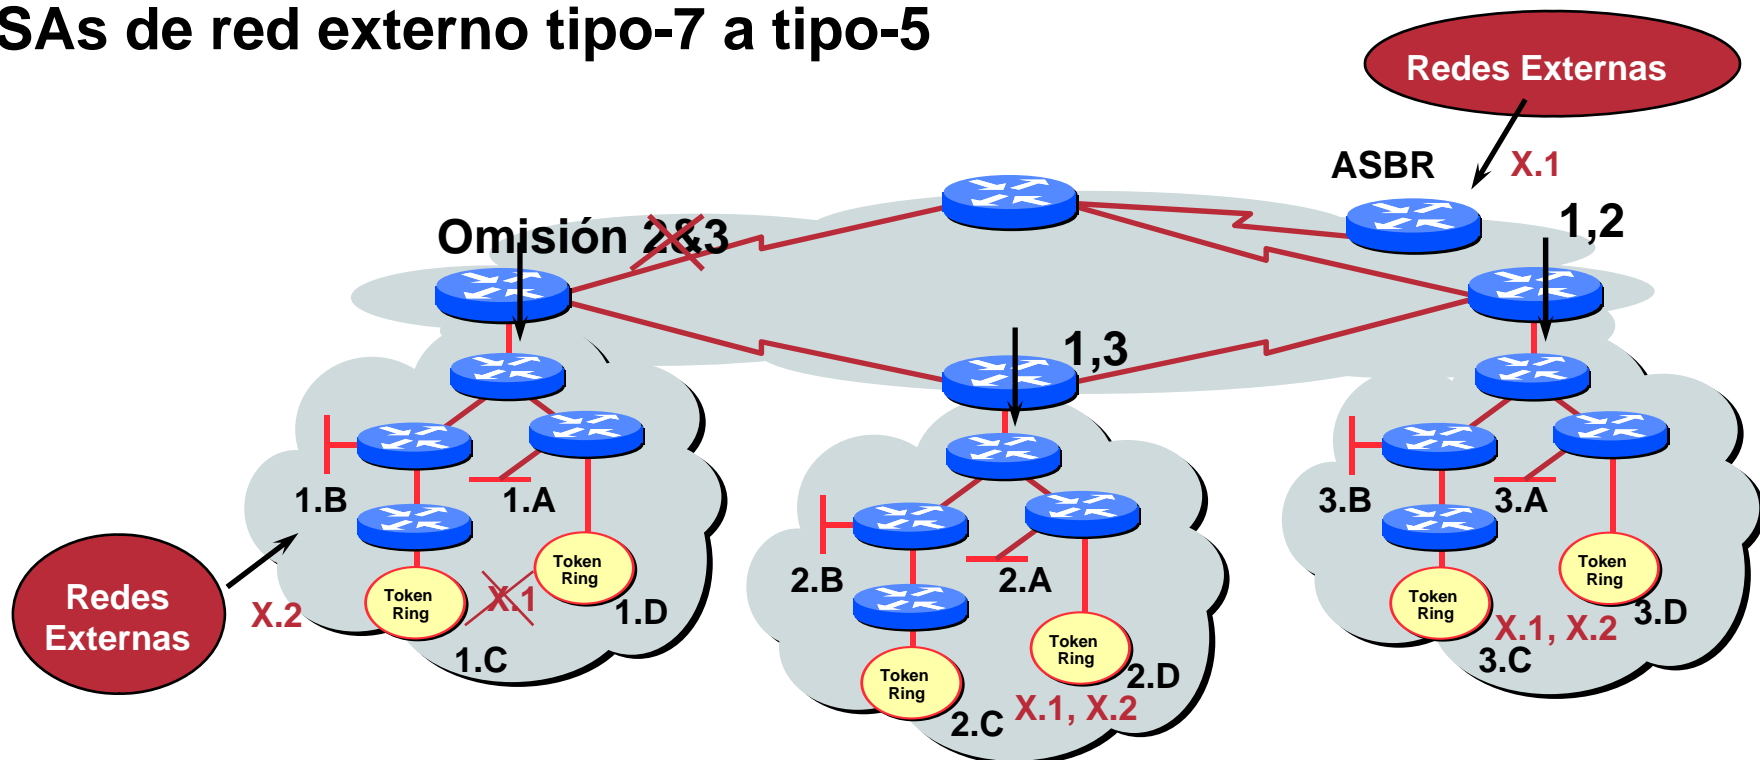 SAs de red externo tipo-7 a tipo-5
Redes Externas
ASBR
X.1
1,2
Omisión 2&3
1,3
1.B
1.A
Token
Ring
Token
Ring
X.1
1.D
1.C
Redes
Externas
X.2
2.B
2.A
Token
Ring
Token
Ring
2.D
X.1, X.2
2.C
3.B
3.A
Token
Ring
Token
Ring
3.D
X.1, X.2
3.C